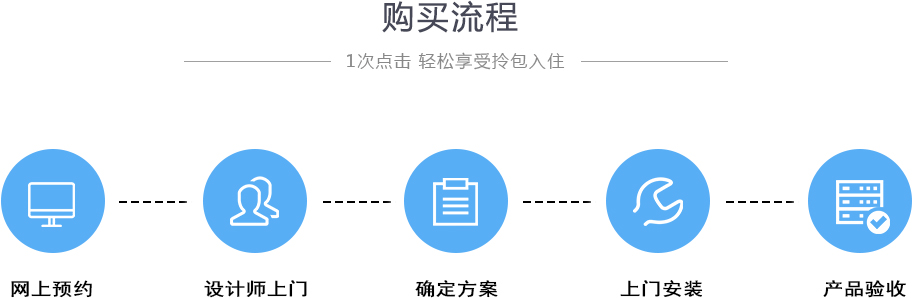 购买流程
1次点击 轻松享受拎包入住
网上预约
设计师上门
确定方案
上门安装
产品验收